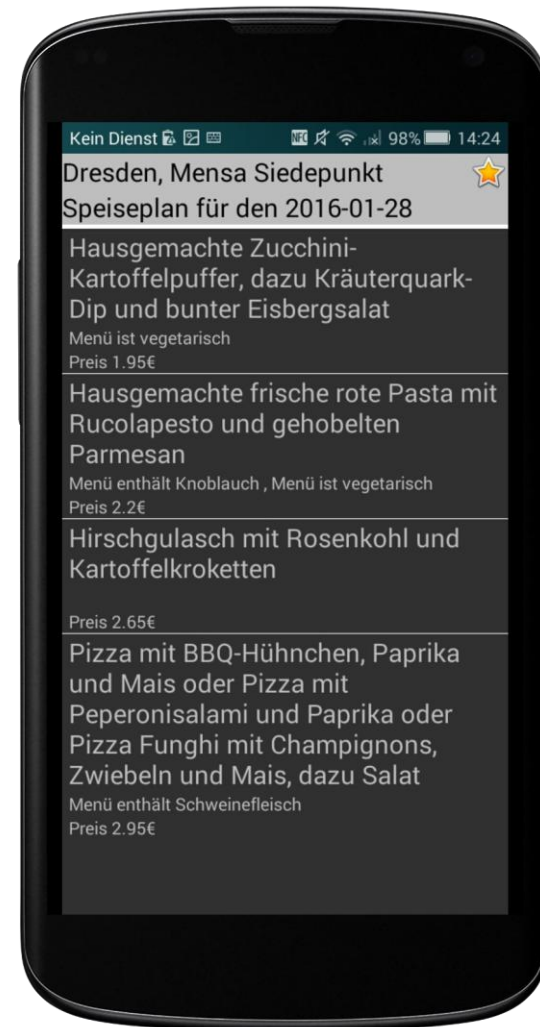 Kein Dienst NFC 98% 14:24
Dresden, Mensa Siedepunkt
Speiseplan für den 2016-01-28
Hausgemachte Zucchini-
Kartoffelpuffer, dazu Kräuterquark-
Dip und bunter Eisbergsalat
Menü ist vegetarisch
Preis 1.95€
Hausgemachte frische rote Pasta mit
Rucolapesto und gehobelten
Parmesan
Menü enthält Knoblauch , Menü ist vegetarisch
Preis 2.2€
Hirschgulasch mit Rosenkohl und
Kartoffelkroketten
Preis 2.65€
Pizza mit BBQ-Hühnchen, Paprika
und Mais oder Pizza mit
Peperonisalami und Paprika oder
Pizza Funghi mit Champignons,
Zwiebeln und Mais, dazu Salat
Menü enthält Schweinefleisch
Preis 2.95€